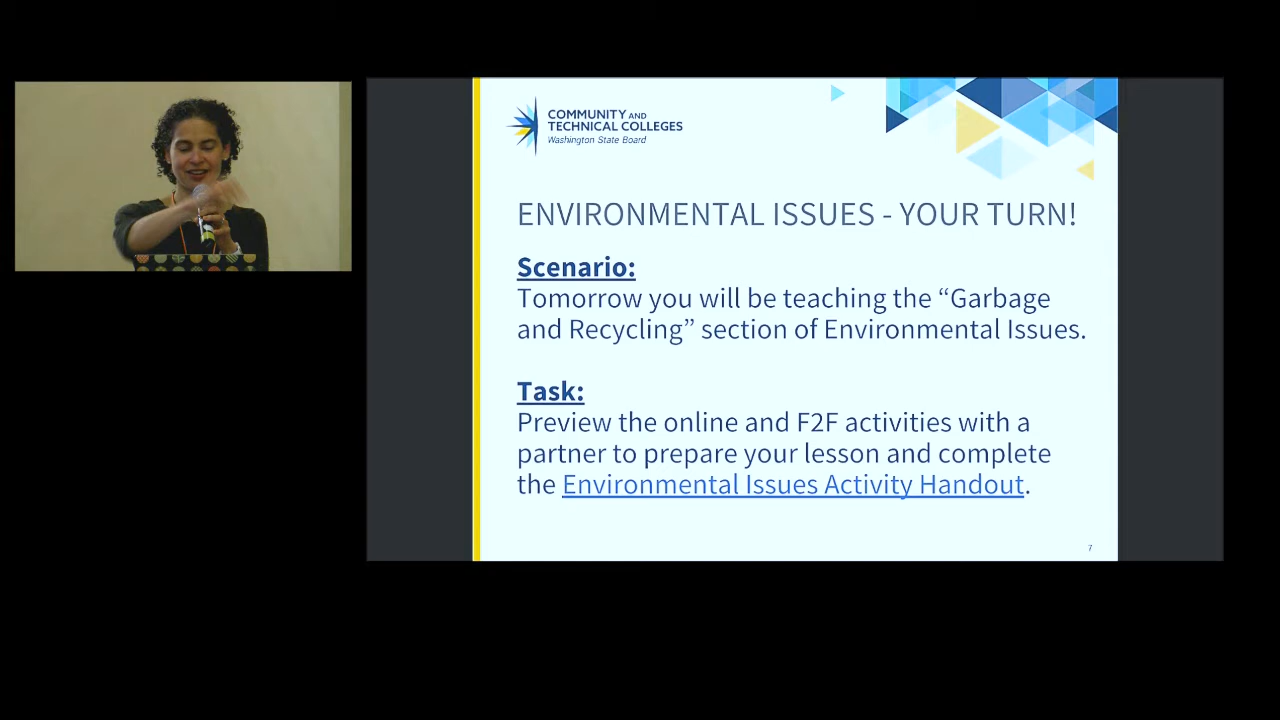 COMMUNITY AND
TECHNICAL COLLEGES
Washington State Board
ENVIRONMENTAL ISSUES - YOUR TURN!
Scenario:
Tomorrow you will be teaching the “Garbage
and Recycling” section of Environmental Issues.
Task:
Preview the online and F2F activities with a
partner to prepare your lesson and complete
the Environmental Issues Activity Handout.
7